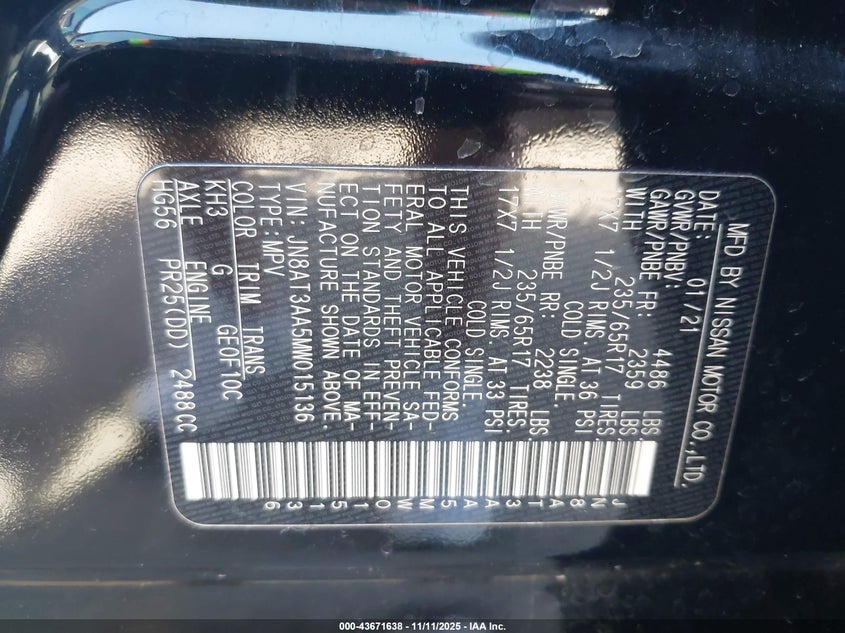 MFD BY NISSAN MOTOR CO.,LTD.
DATE: 01/21
GVWR/PNBV: 4486 LBS.
GAWR/PNBE FR: 2359 LBS.
WITH 235/65R17 TIRES,
17X7 1/2J RIMS. AT 36 PSI
COLD SINGLE.
GAWR/PNBE RR: 2238 LBS.
WITH 235/65R17 TIRES,
17X7 1/2J RIMS. AT 33 PSI
COLD SINGLE.
THIS VEHICLE CONFORMS
TO ALL APPLICABLE FED-
ERAL MOTOR VEHICLE SA-
FETY AND THEFT PREVEN-
TION STANDARDS IN EFF-
ECT ON THE DATE OF MA-
NUFACTURE SHOWN ABOVE.
VIN: JN8AT3AA5MW015136
TYPE: MPV
COLOR TRIM TRANS
KH3 G GE0F10C
AXLE ENGINE
HG56 PR25(DD) 2488CC
JN8AT3AA5MW015136
000-43671638 - 11/11/2025 - IAA Inc.